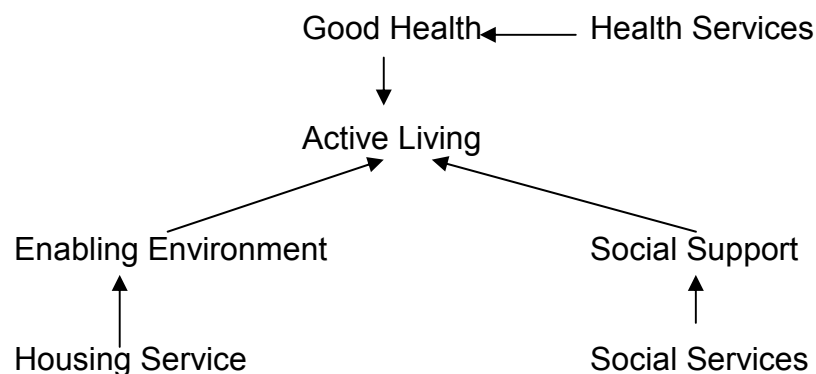 Good Health Health Services
Active Living
Enabling Environment Social Support
Housing Service Social Services